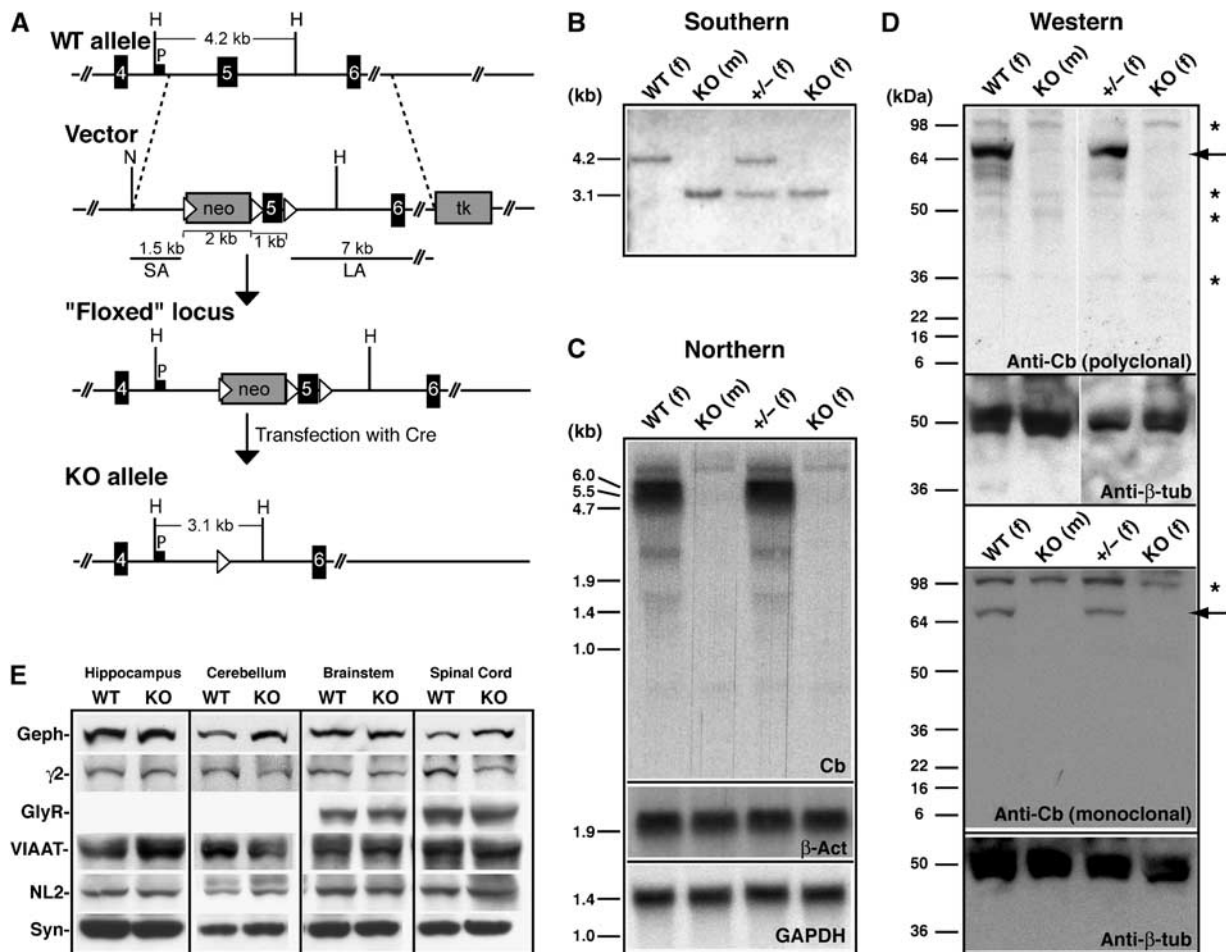 A
WT allele
H H
4.2 kb
P
4 5 6
Vector
N H
neo 5 6 tk
2 kb 1 kb
1.5 kb 7 kb
SA LA
"Floxed" locus
H H
P
4 neo 5 6
Transfection with Cre
KO allele
H H
3.1 kb
P
4 6
B Southern
WT (f) KO (m) +/– (f) KO (f)
(kb)
4.2
3.1
C Northern
WT (f) KO (m) +/– (f) KO (f)
(kb)
6.0
5.5
4.7
1.9
1.4
1.0
Cb
1.9
β-Act
1.4
1.0
GAPDH
D Western
WT (f) KO (m) +/– (f) KO (f)
(kDa)
98 *
64
*
50 *
36 *
22
16
6
Anti-Cb (polyclonal)
50
36
Anti-β-tub
WT (f) KO (m) +/– (f) KO (f)
98 *
64
50
36
22
16
6
Anti-Cb (monoclonal)
50
36
Anti-β-tub
E
Hippocampus Cerebellum Brainstem Spinal Cord
WT KO WT KO WT KO WT KO
Geph-
γ2-
GlyR-
VIAAT-
NL2-
Syn-